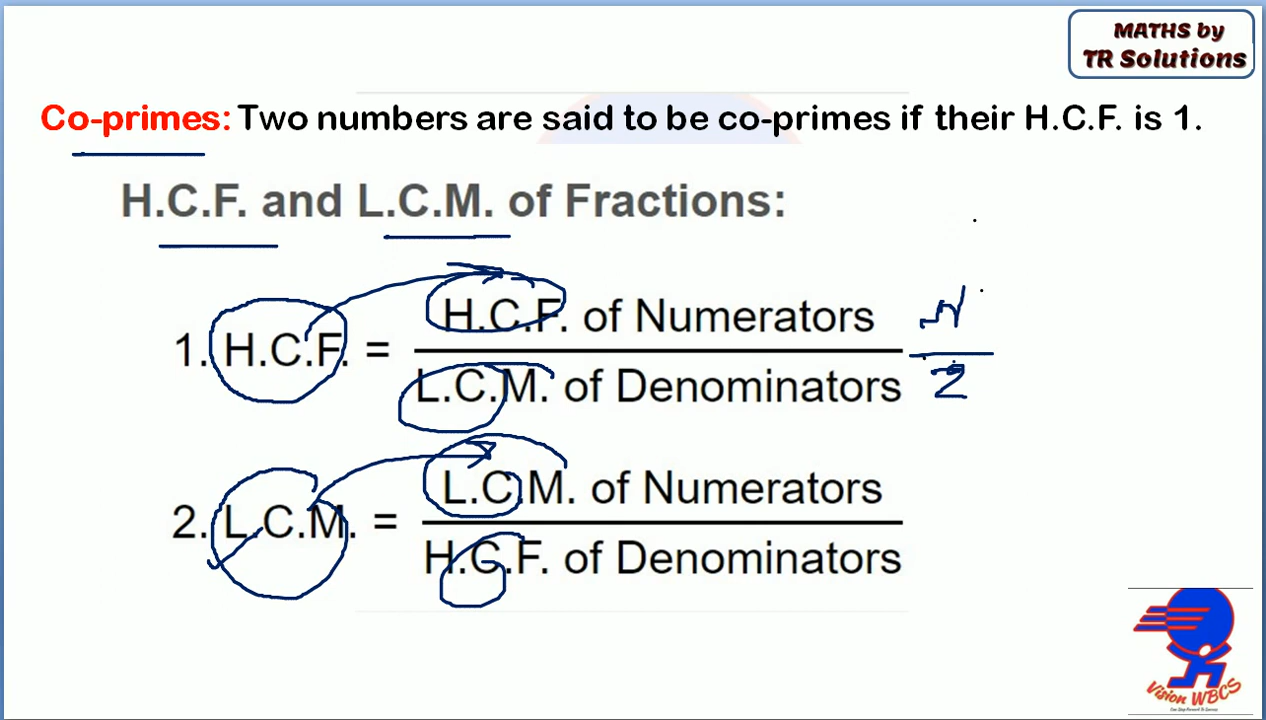 MATHS by
TR Solutions
Co-primes: Two numbers are said to be co-primes if their H.C.F. is 1.
H.C.F. and L.C.M. of Fractions:
1. H.C.F. = H.C.F. of Numerators
L.C.M. of Denominators
N
2. L.C.M. = L.C.M. of Numerators
H.C.F. of Denominators
Vision WBCS